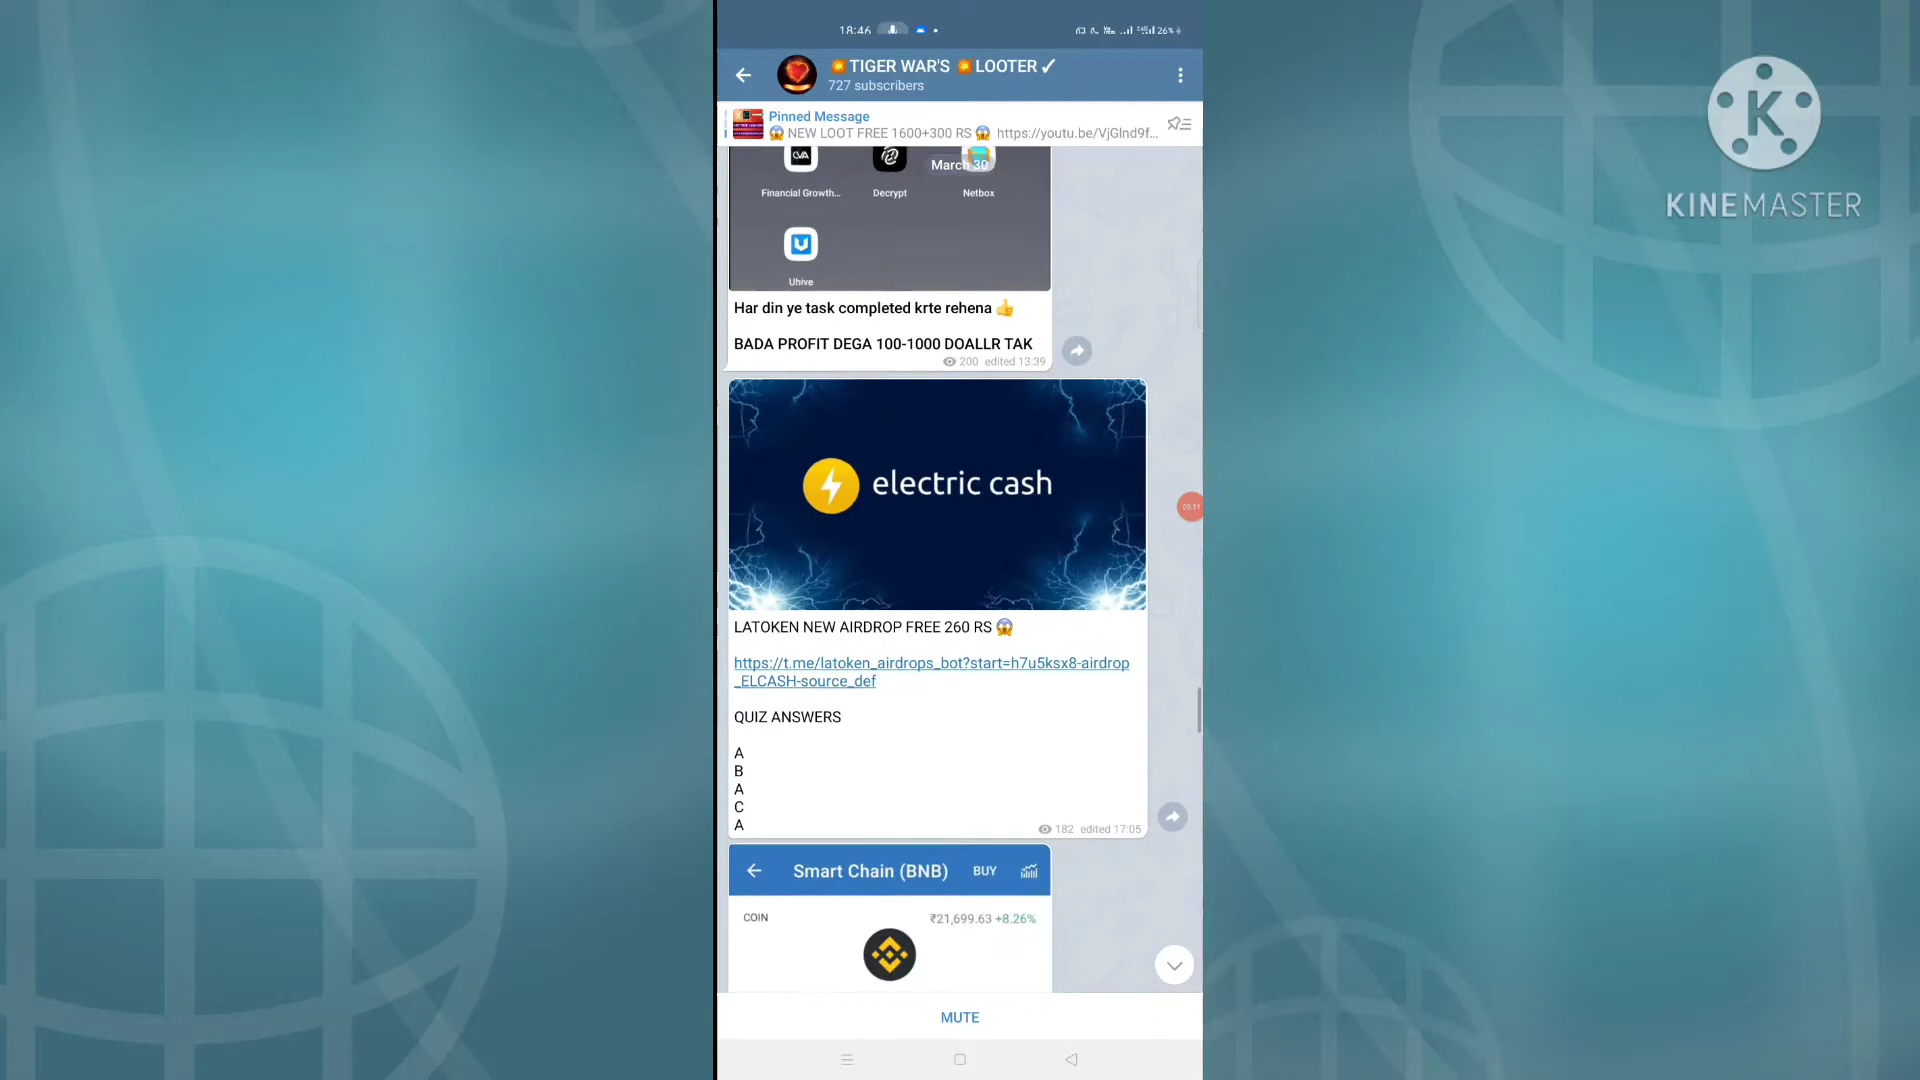 18:46
26%
💥TIGER WAR'S 💥LOOTER ✓
727 subscribers
Pinned Message
😱 NEW LOOT FREE 1600+300 RS 😱 https://youtu.be/VjGlnd9f...
March 30
Financial Growth...
Decrypt
Netbox
Uhive
Har din ye task completed krte rehena 👍
BADA PROFIT DEGA 100-1000 DOALLR TAK
200 edited 13:39
electric cash
LATOKEN NEW AIRDROP FREE 260 RS 😱
https://t.me/latoken_airdrops_bot?start=h7u5ksx8-airdrop
_ELCASH-source_def
QUIZ ANSWERS
A
B
A
C
A
182 edited 17:05
Smart Chain (BNB)
BUY
COIN
₹21,699.63 +8.26%
MUTE
K
KINEMASTER